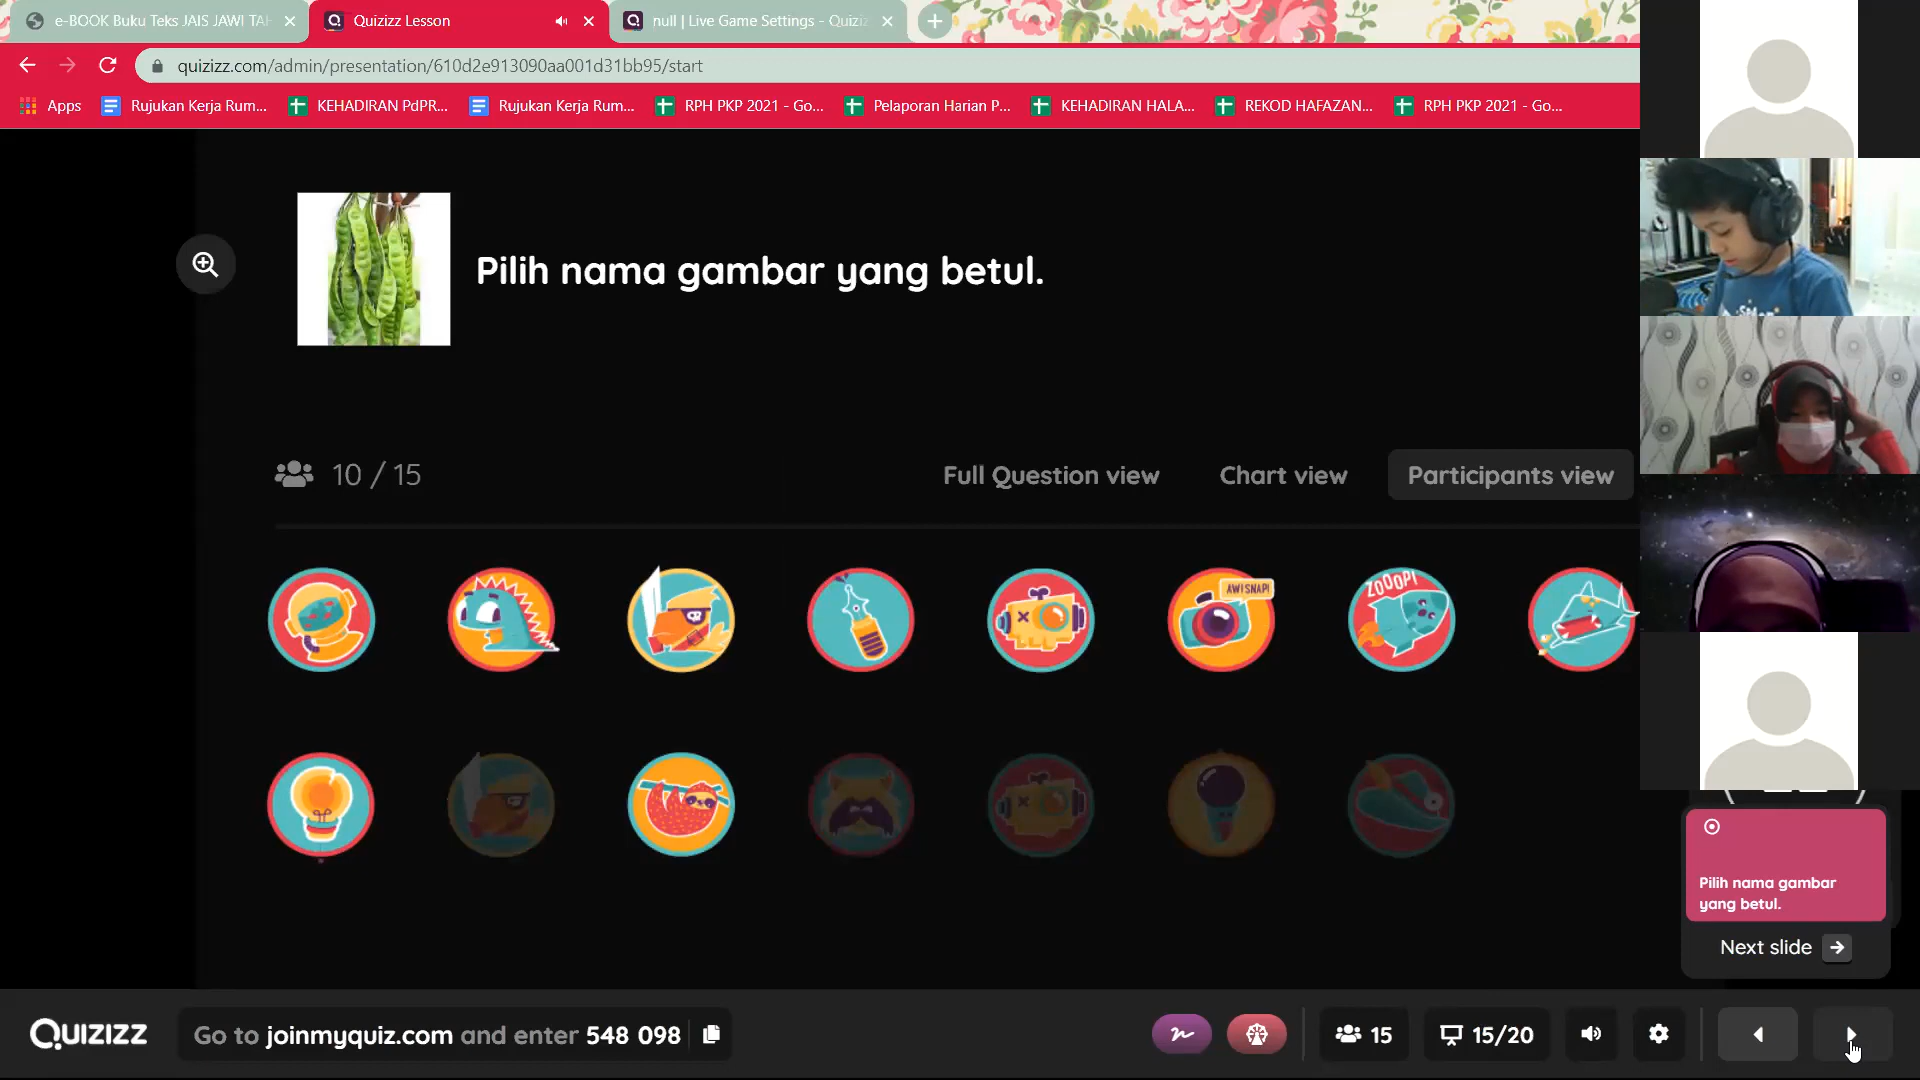 e-BOOK Buku Teks JAIS JAWI TAH
Quizizz Lesson
null | Live Game Settings - Quiziz
quizizz.com/admin/presentation/610d2e913090aa001d31bb95/start
Apps
Rujukan Kerja Rum...
KEHADIRAN PdPR...
Rujukan Kerja Rum...
RPH PKP 2021 - Go...
Pelaporan Harian P...
KEHADIRAN HALA...
REKOD HAFAZAN...
RPH PKP 2021 - Go...
Pilih nama gambar yang betul.
10 / 15
Full Question view
Chart view
Participants view
AW! SNAP!
ZOOOP!
Pilih nama gambar
yang betul.
Next slide
QUIZIZZ
Go to joinmyquiz.com and enter 548 098
15
15/20